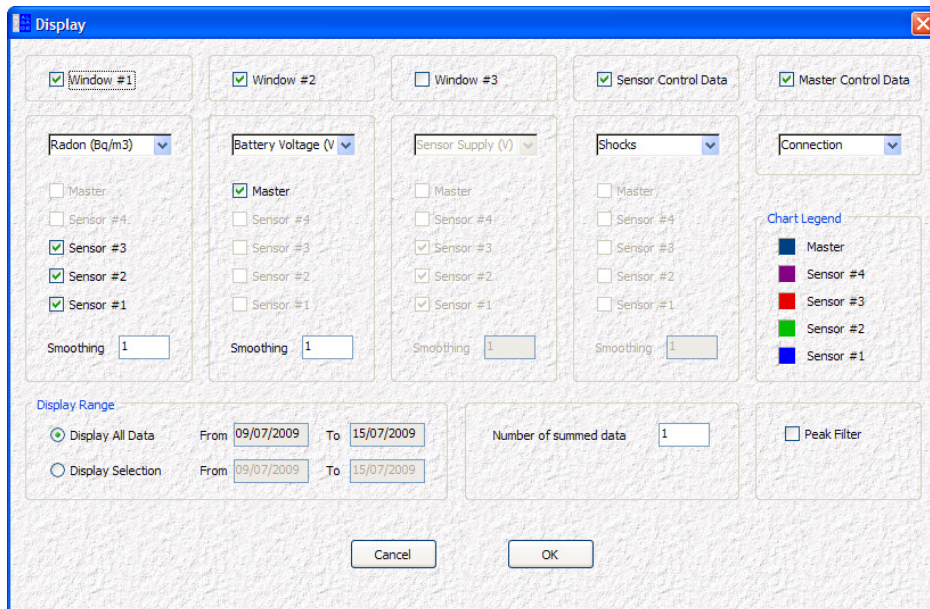 Display
Window #1
Window #2
Window #3
Sensor Control Data
Master Control Data
Radon (Bq/m3)
Master
Sensor #4
Sensor #3
Sensor #2
Sensor #1
Smoothing 1
Battery Voltage (V
Master
Sensor #4
Sensor #3
Sensor #2
Sensor #1
Smoothing 1
Sensor Supply (V)
Master
Sensor #4
Sensor #3
Sensor #2
Sensor #1
Smoothing 1
Shocks
Master
Sensor #4
Sensor #3
Sensor #2
Sensor #1
Smoothing 1
Connection
Chart Legend
Master
Sensor #4
Sensor #3
Sensor #2
Sensor #1
Display Range
Display All Data From 09/07/2009 To 15/07/2009
Display Selection From 09/07/2009 To 15/07/2009
Number of summed data 1
Peak Filter
Cancel
OK